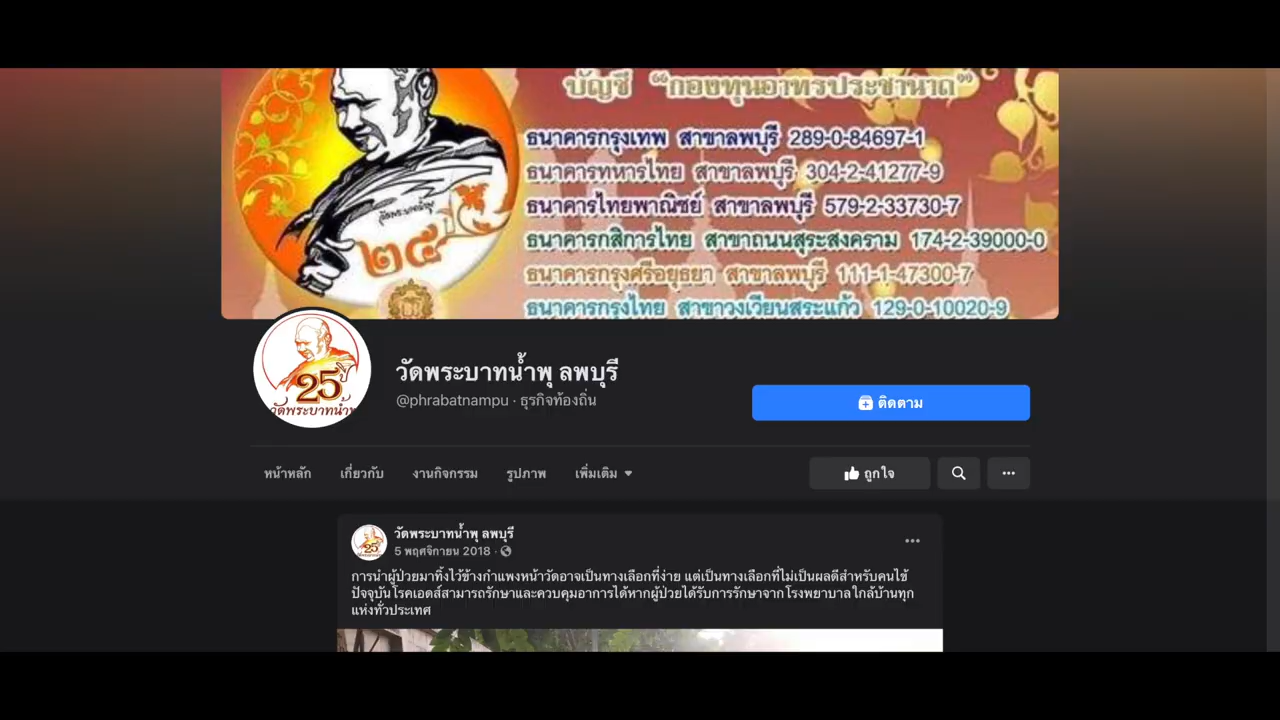 บัญชี “กองทุนอาทรประชานาถ”
ธนาคารกรุงเทพ สาขาลพบุรี 289-0-84697-1
ธนาคารทหารไทย สาขาลพบุรี 304-2-41277-9
ธนาคารไทยพาณิชย์ สาขาลพบุรี 579-2-33730-7
ธนาคารกสิกรไทย สาขาถนนสุระสงคราม 174-2-39000-0
ธนาคารกรุงศรีอยุธยา สาขาลพบุรี 111-1-47300-7
ธนาคารกรุงไทย สาขาวงเวียนสระแก้ว 129-0-10020-9
วัดพระบาทน้ำพุ
๒๕ ปี
25 ปี
วัดพระบาทน้ำพุ
วัดพระบาทน้ำพุ ลพบุรี
@phrabatnampu · ธุรกิจท้องถิ่น
ติดตาม
หน้าหลัก เกี่ยวกับ งานกิจกรรม รูปภาพ เพิ่มเติม
ถูกใจ
วัดพระบาทน้ำพุ ลพบุรี
5 พฤศจิกายน 2018 ·
การนำผู้ป่วยมาทิ้งไว้ข้างกำแพงหน้าวัดอาจเป็นทางเลือกที่ง่าย แต่เป็นทางเลือกที่ไม่เป็นผลดีสำหรับคนไข้
ปัจจุบันโรคเอดส์สามารถรักษาและควบคุมอาการได้หากผู้ป่วยได้รับการรักษาจากโรงพยาบาลใกล้บ้านทุก
แห่งทั่วประเทศ